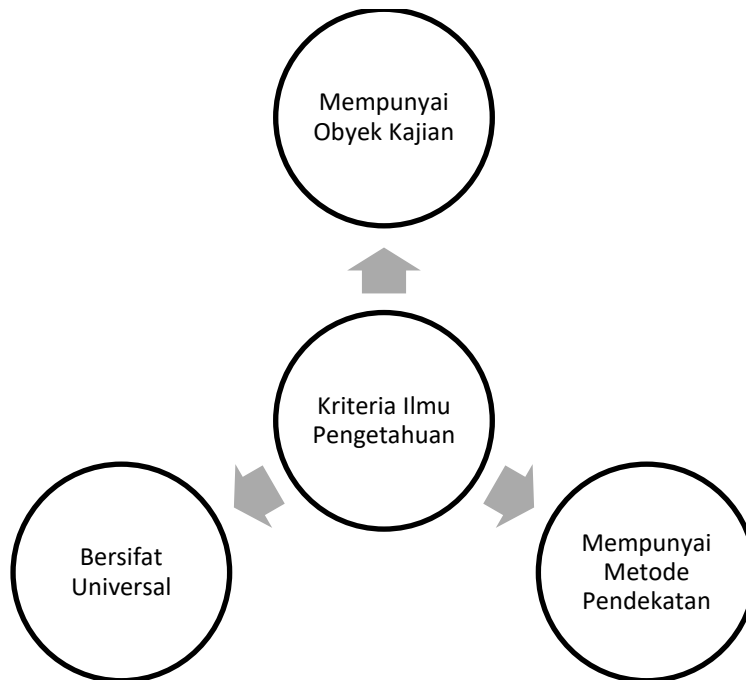 Mempunyai
Obyek Kajian
Kriteria Ilmu
Pengetahuan
Bersifat
Universal
Mempunyai
Metode
Pendekatan